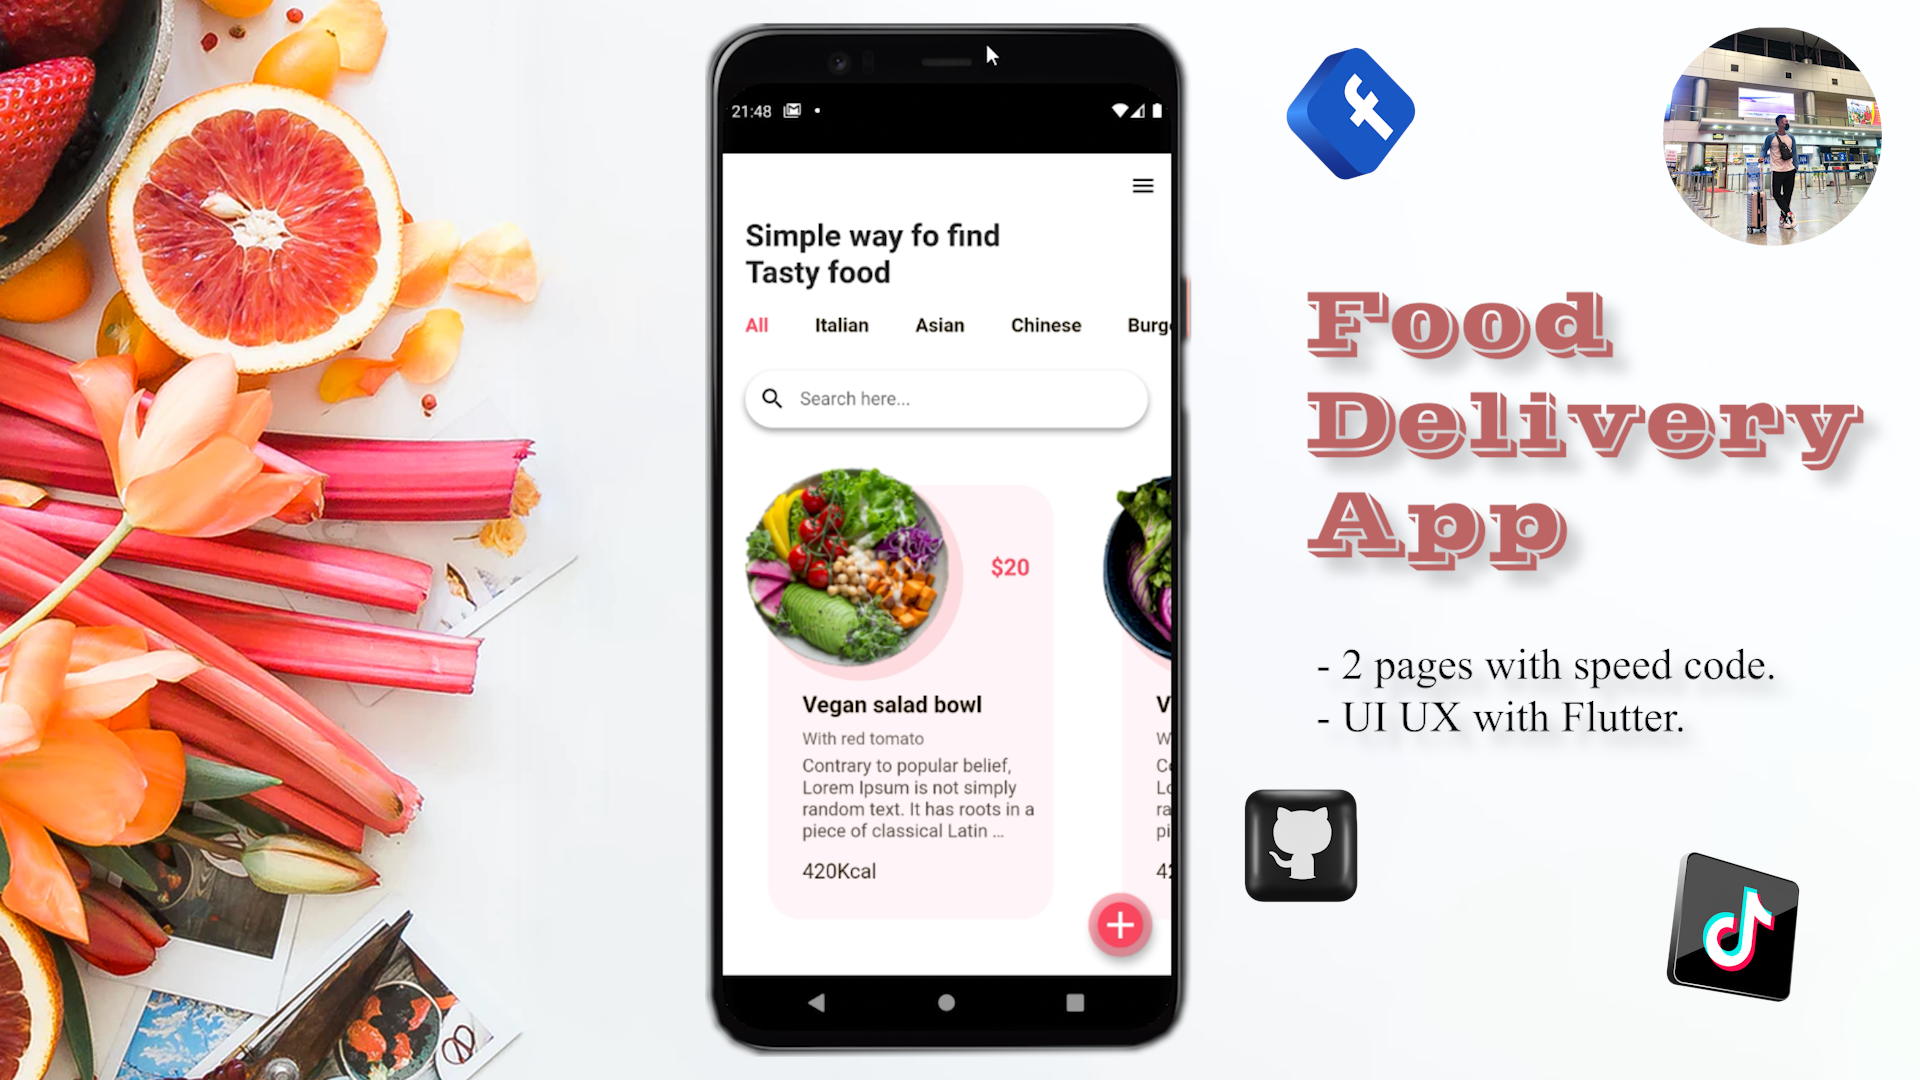 21:48
Simple way fo find
Tasty food
All Italian Asian Chinese Burg
Search here...
$20
Vegan salad bowl
With red tomato
Contrary to popular belief,
Lorem Ipsum is not simply
random text. It has roots in a
piece of classical Latin ...
420Kcal
V
W
Lo
ra
pi
Food
Delivery
App
- 2 pages with speed code.
- UI UX with Flutter.